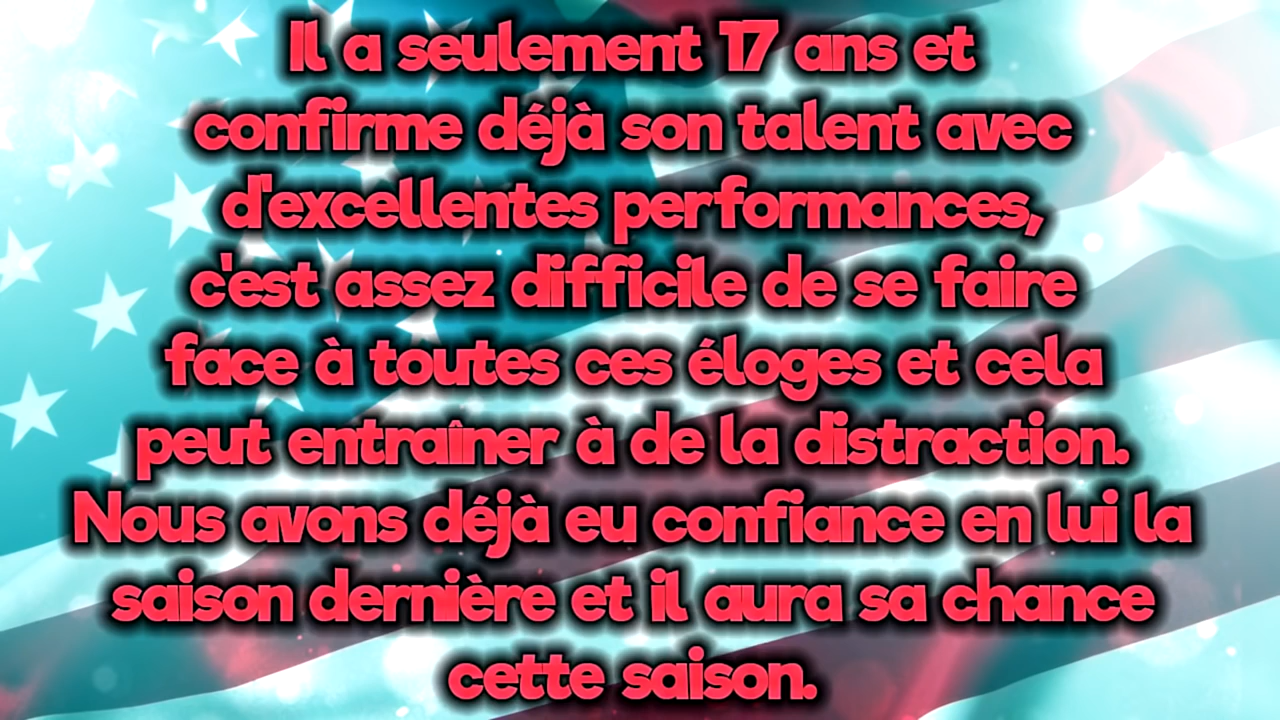 Il a seulement 17 ans et
confirme déjà son talent avec
d'excellentes performances,
c'est assez difficile de se faire
face à toutes ces éloges et cela
peut entraîner à de la distraction.
Nous avons déjà eu confiance en lui la
saison dernière et il aura sa chance
cette saison.